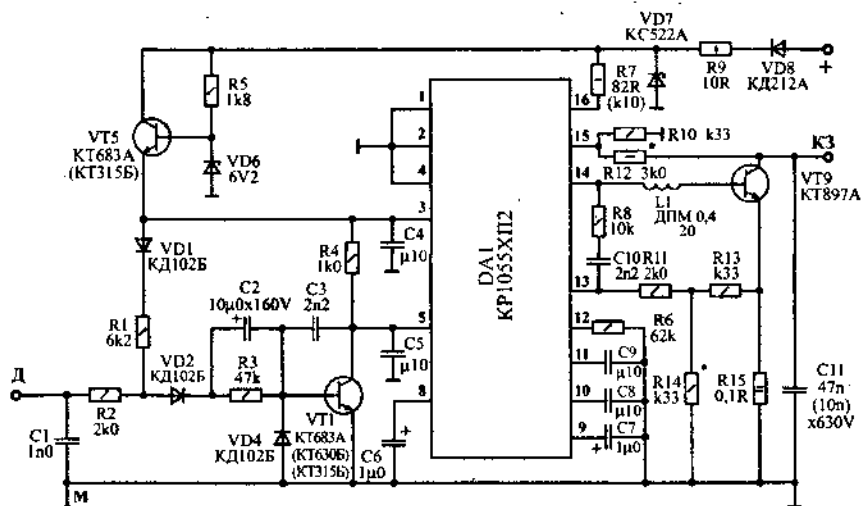 VD7
КС522А
R5
1k8
R7
82R
(k10)
R9
10R
VD8
КД212А
+
VT5
КТ683А
(КТ315Б)
VD6
6V2
1
2
4
3
5
8
16
15
14
13
12
11
10
9
DA1
КР1055ХП2
R10 k33
*
R12 3k0
КЗ
VT9
КТ897А
L1
ДПМ 0,4
20
R8
10k
C10
2n2
R11
2k0
R13
k33
VD1
КД102Б
R4
1k0
C4
µ10
C2
10µ0x160V
+
C3
2n2
R1
6k2
VD2
КД102Б
R3
47k
C5
µ10
R6
62k
C9
µ10
C8
µ10
C7
1µ0
+
R14
k33
*
R15
0,1R
C11
47n
(10n)
x630V
Д
R2
2k0
C1
1n0
VD4
КД102Б
VT1
КТ683А
(КТ630Б)
(КТ315Б)
C6
1µ0
+
М